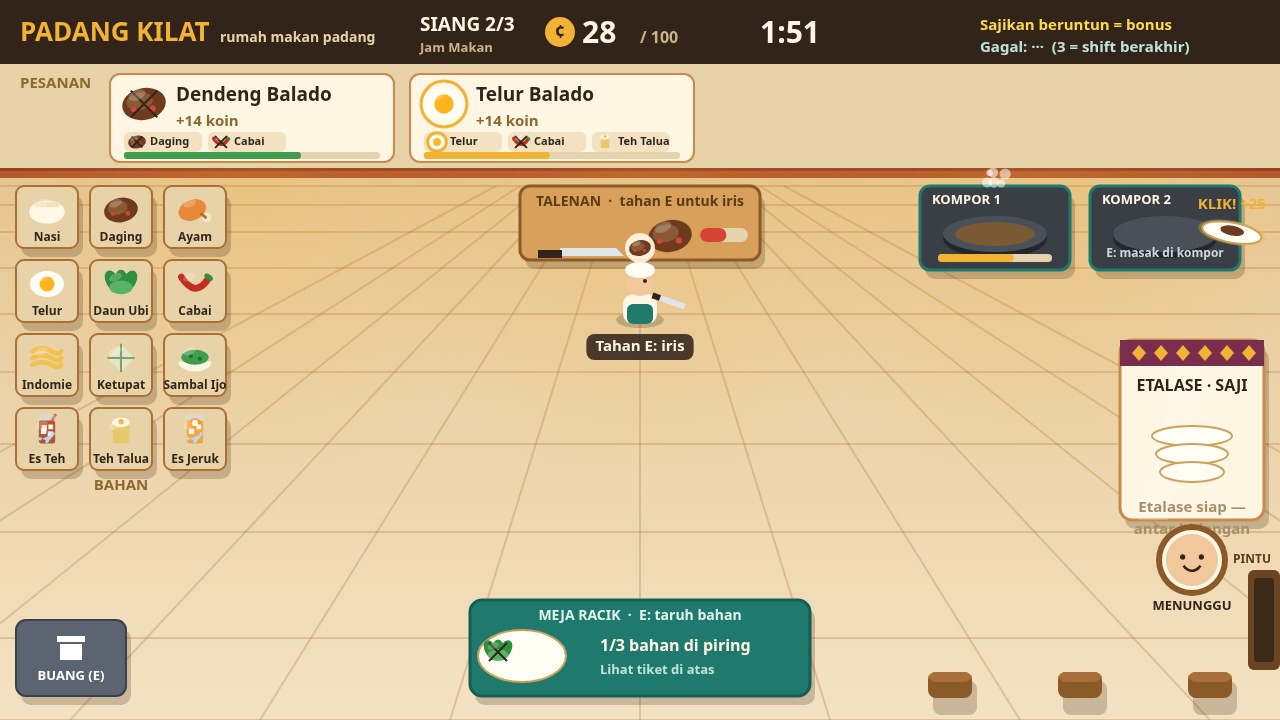 PADANG KILAT rumah makan padang
SIANG 2/3
Jam Makan
¢ 28 / 100
1:51
Sajikan beruntun = bonus
Gagal: ··· (3 = shift berakhir)
PESANAN
Dendeng Balado
+14 koin
Daging Cabai
Telur Balado
+14 koin
Telur Cabai Teh Talua
Nasi Daging Ayam
Telur Daun Ubi Cabai
Indomie Ketupat Sambal Ijo
Es Teh Teh Talua Es Jeruk
BAHAN
TALENAN · tahan E untuk iris
Tahan E: iris
KOMPOR 1
KOMPOR 2
KLIK! +25
E: masak di kompor
ETALASE · SAJI
Etalase siap —
PINTU
MENUNGGU
BUANG (E)
MEJA RACIK · E: taruh bahan
1/3 bahan di piring
Lihat tiket di atas